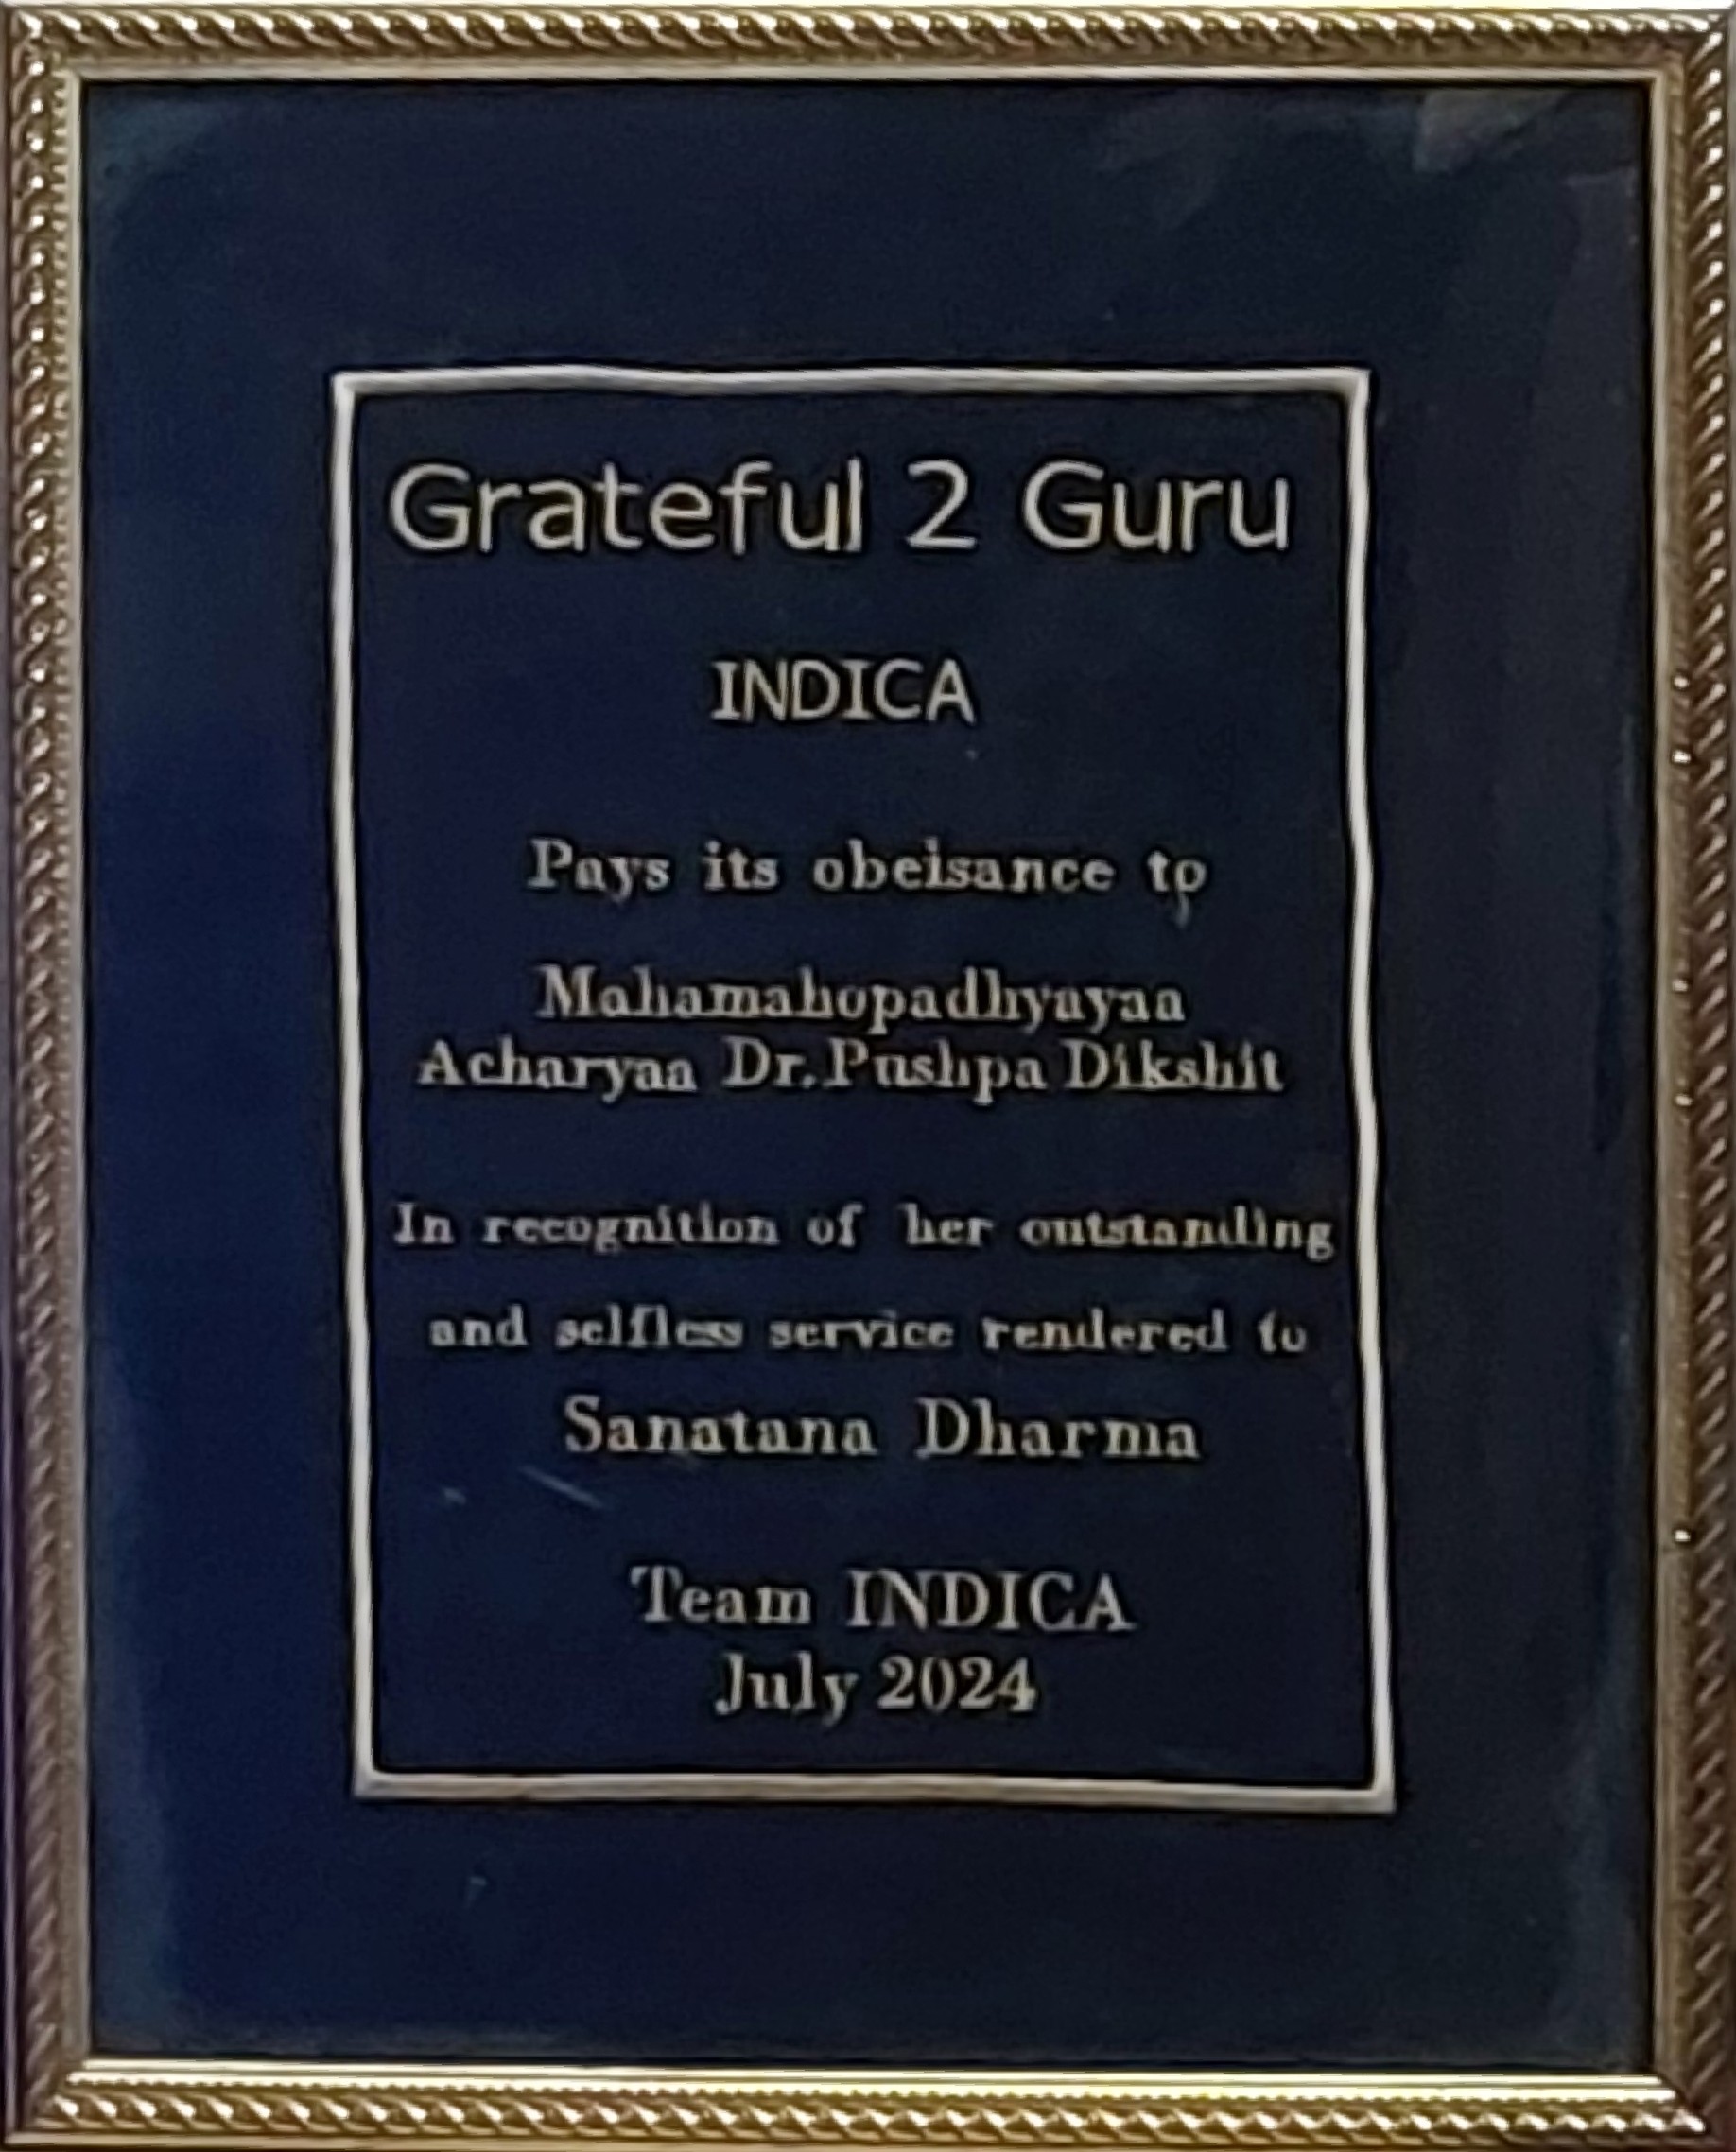 Grateful 2 Guru
INDICA
Pays its obeisance to
Mahamahopadhyayaa
Acharyaa Dr.Pushpa Dikshit
In recognition of her outstanding
and selfless service rendered to
Sanatana Dharma
Team INDICA
July 2024